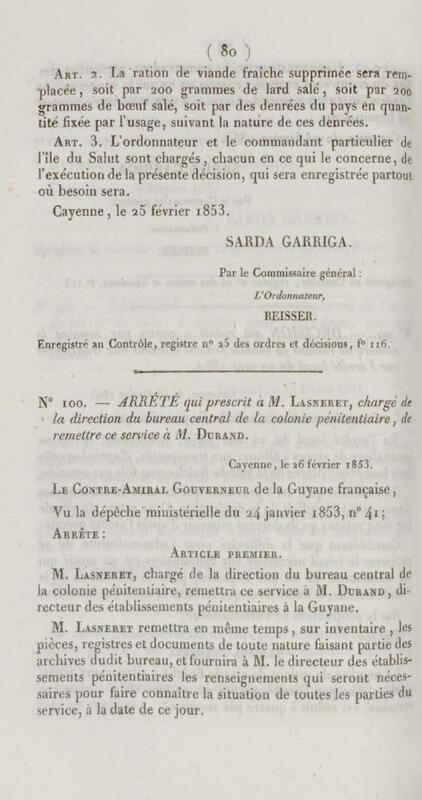 ( 80 )
ART. 2. La ration de viande fraîche supprimée sera rem-
placée, soit par 200 grammes de lard salé, soit par 200
grammes de bœuf salé, soit par des denrées du pays en quan-
tité fixée par l'usage, suivant la nature de ces denrées.
ART. 3. L'ordonnateur et le commandant particulier de
l'île du Salut sont chargés, chacun en ce qui le concerne, de
l'exécution de la présente décision, qui sera enregistrée partout
où besoin sera.
Cayenne, le 25 février 1853.
SARDA GARRIGA.
Par le Commissaire général :
L'Ordonnateur,
REISSER.
Enregistré au Contrôle, registre n° 25 des ordres et décisions, f° 116.
N° 100. — ARRÊTÉ qui prescrit à M. LASNERET, chargé de
la direction du bureau central de la colonie pénitentiaire, de
remettre ce service à M. DURAND.
Cayenne, le 26 février 1853.
LE CONTRE-AMIRAL GOUVERNEUR de la Guyane française,
Vu la dépêche ministérielle du 24 janvier 1853, n° 41;
ARRÊTE :
ARTICLE PREMIER.
M. LASNERET, chargé de la direction du bureau central de
la colonie pénitentiaire, remettra ce service à M. DURAND, di-
recteur des établissements pénitentiaires à la Guyane.
M. LASNERET remettra en même temps, sur inventaire, les
pièces, registres et documents de toute nature faisant partie des
archives dudit bureau, et fournira à M. le directeur des établis-
sements pénitentiaires les renseignements qui seront néces-
saires pour faire connaître la situation de toutes les parties du
service, à la date de ce jour.